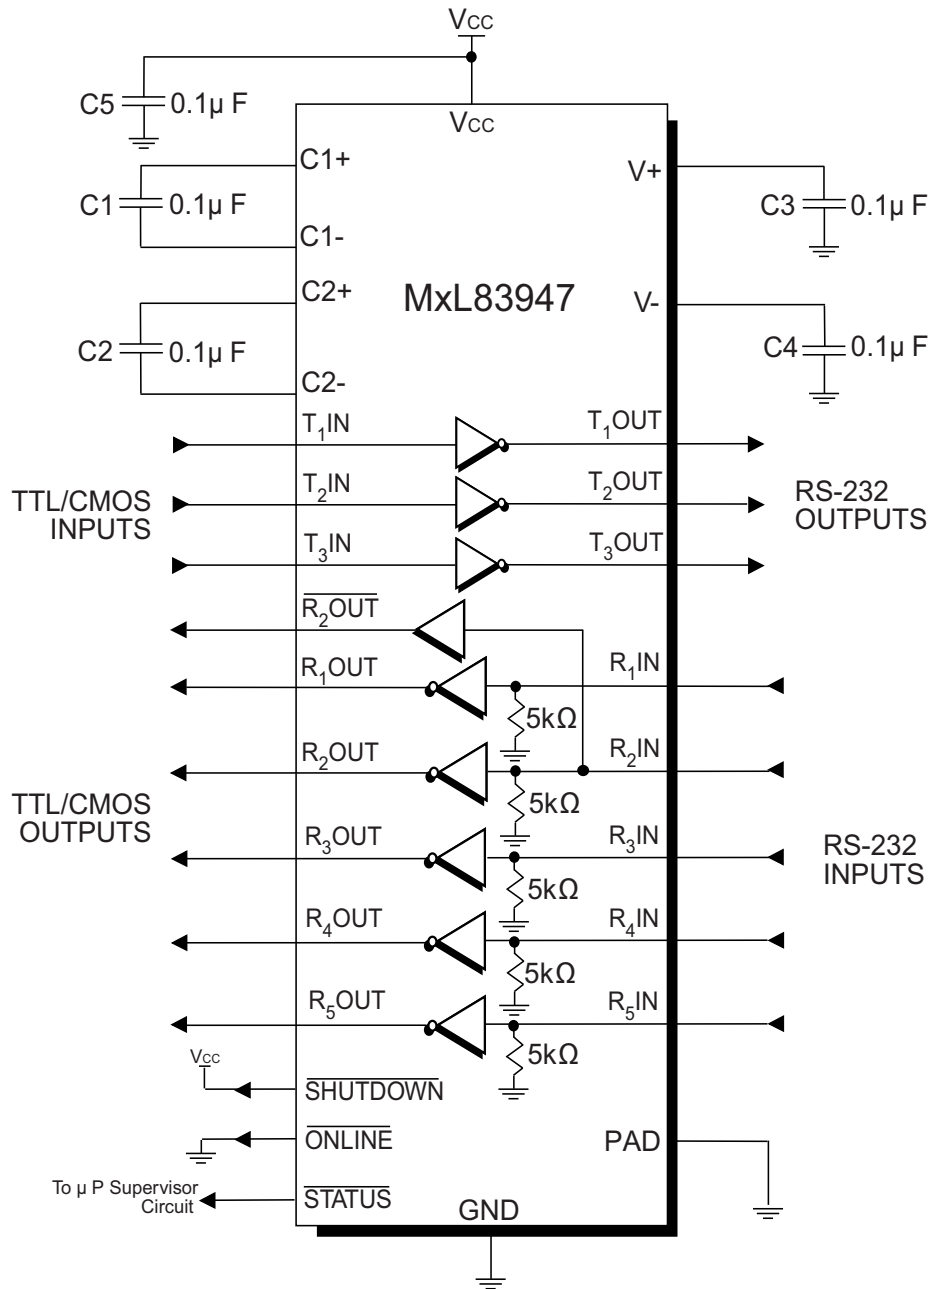 VCC
C5 0.1µ F
VCC
C1+
V+
C1 0.1µ F
C3 0.1µ F
C1-
C2+
MxL83947
V-
C2 0.1µ F
C4 0.1µ F
C2-
T1IN
T1OUT
TTL/CMOS
INPUTS
T2IN
T2OUT
RS-232
OUTPUTS
T3IN
T3OUT
R2OUT
R1OUT
R1IN
5kΩ
R2OUT
R2IN
5kΩ
TTL/CMOS
OUTPUTS
R3OUT
R3IN
RS-232
INPUTS
5kΩ
R4OUT
R4IN
5kΩ
R5OUT
R5IN
5kΩ
VCC
SHUTDOWN
ONLINE
PAD
To µ P Supervisor
Circuit
STATUS
GND